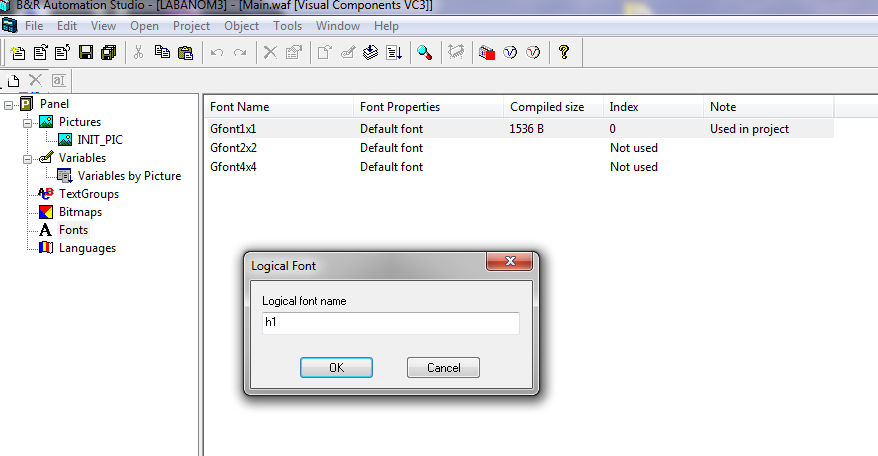 B&R Automation Studio - [LABANOM3] - [Main.waf [Visual Components VC3]]
File Edit View Open Project Object Tools Window Help
Panel
Pictures
INIT_PIC
Variables
Variables by Picture
TextGroups
Bitmaps
Fonts
Languages
Font Name Font Properties Compiled size Index Note
Gfont1x1 Default font 1536 B 0 Used in project
Gfont2x2 Default font Not used
Gfont4x4 Default font Not used
Logical Font
Logical font name
h1
OK Cancel